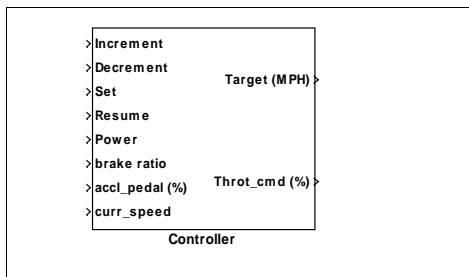 Increment
Decrement
Set
Resume
Power
brake ratio
accl_pedal (%)
curr_speed
Target (MPH)
Throt_cmd (%)
Controller